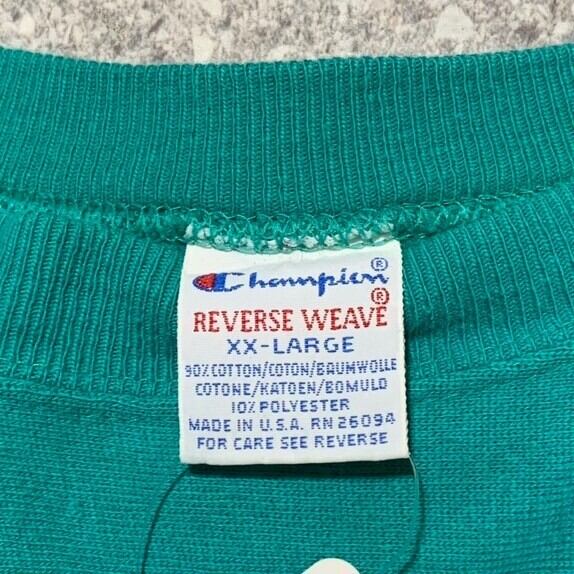 Champion®
REVERSE WEAVE®
XX-LARGE
90% COTTON/COTON/BAUMWOLLE
COTONE/KATOEN/BOMULD
10% POLYESTER
MADE IN U.S.A. RN 26094
FOR CARE SEE REVERSE